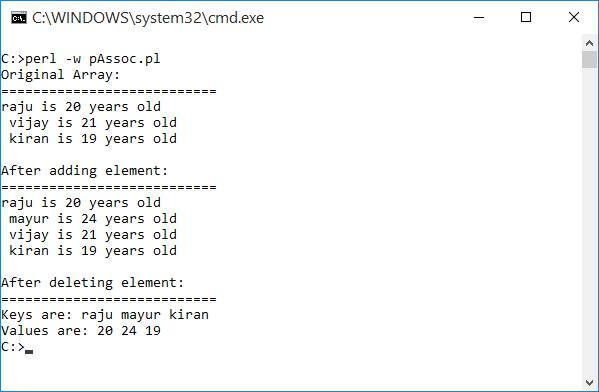 C:\WINDOWS\system32\cmd.exe
C:>perl -w pAssoc.pl
Original Array:
===========================
raju is 20 years old
 vijay is 21 years old
 kiran is 19 years old

After adding element:
===========================
raju is 20 years old
 mayur is 24 years old
 vijay is 21 years old
 kiran is 19 years old

After deleting element:
===========================
Keys are: raju mayur kiran
Values are: 20 24 19
C:>